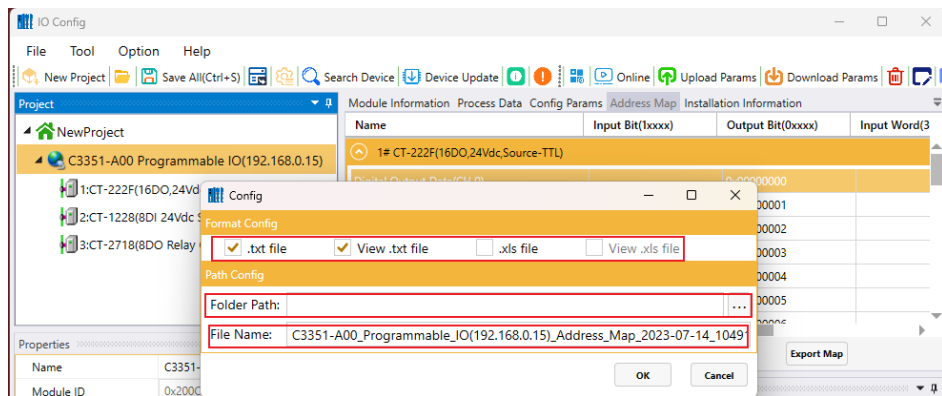 IO Config
File Tool Option Help
New Project Save All(Ctrl+S) Search Device Device Update Online Upload Params Download Params
Project
Module Information Process Data Config Params Address Map Installation Information
NewProject
Name Input Bit(1xxxx) Output Bit(0xxxx) Input Word(3
C3351-A00 Programmable IO(192.168.0.15)
1# CT-222F(16DO,24Vdc,Source-TTL)
1:CT-222F(16DO,24Vd
Digital Output Data(CH 0) 0x00000000
00001
2:CT-1228(8DI 24Vdc S
00002
3:CT-2718(8DO Relay
00003
00004
00005
Config
Format Config
.txt file View .txt file .xls file View .xls file
Path Config
Folder Path: ...
File Name: C3351-A00_Programmable_IO(192.168.0.15)_Address_Map_2023-07-14_1049
OK Cancel
Export Map
Properties
Name C3351-
Module ID 0x200C